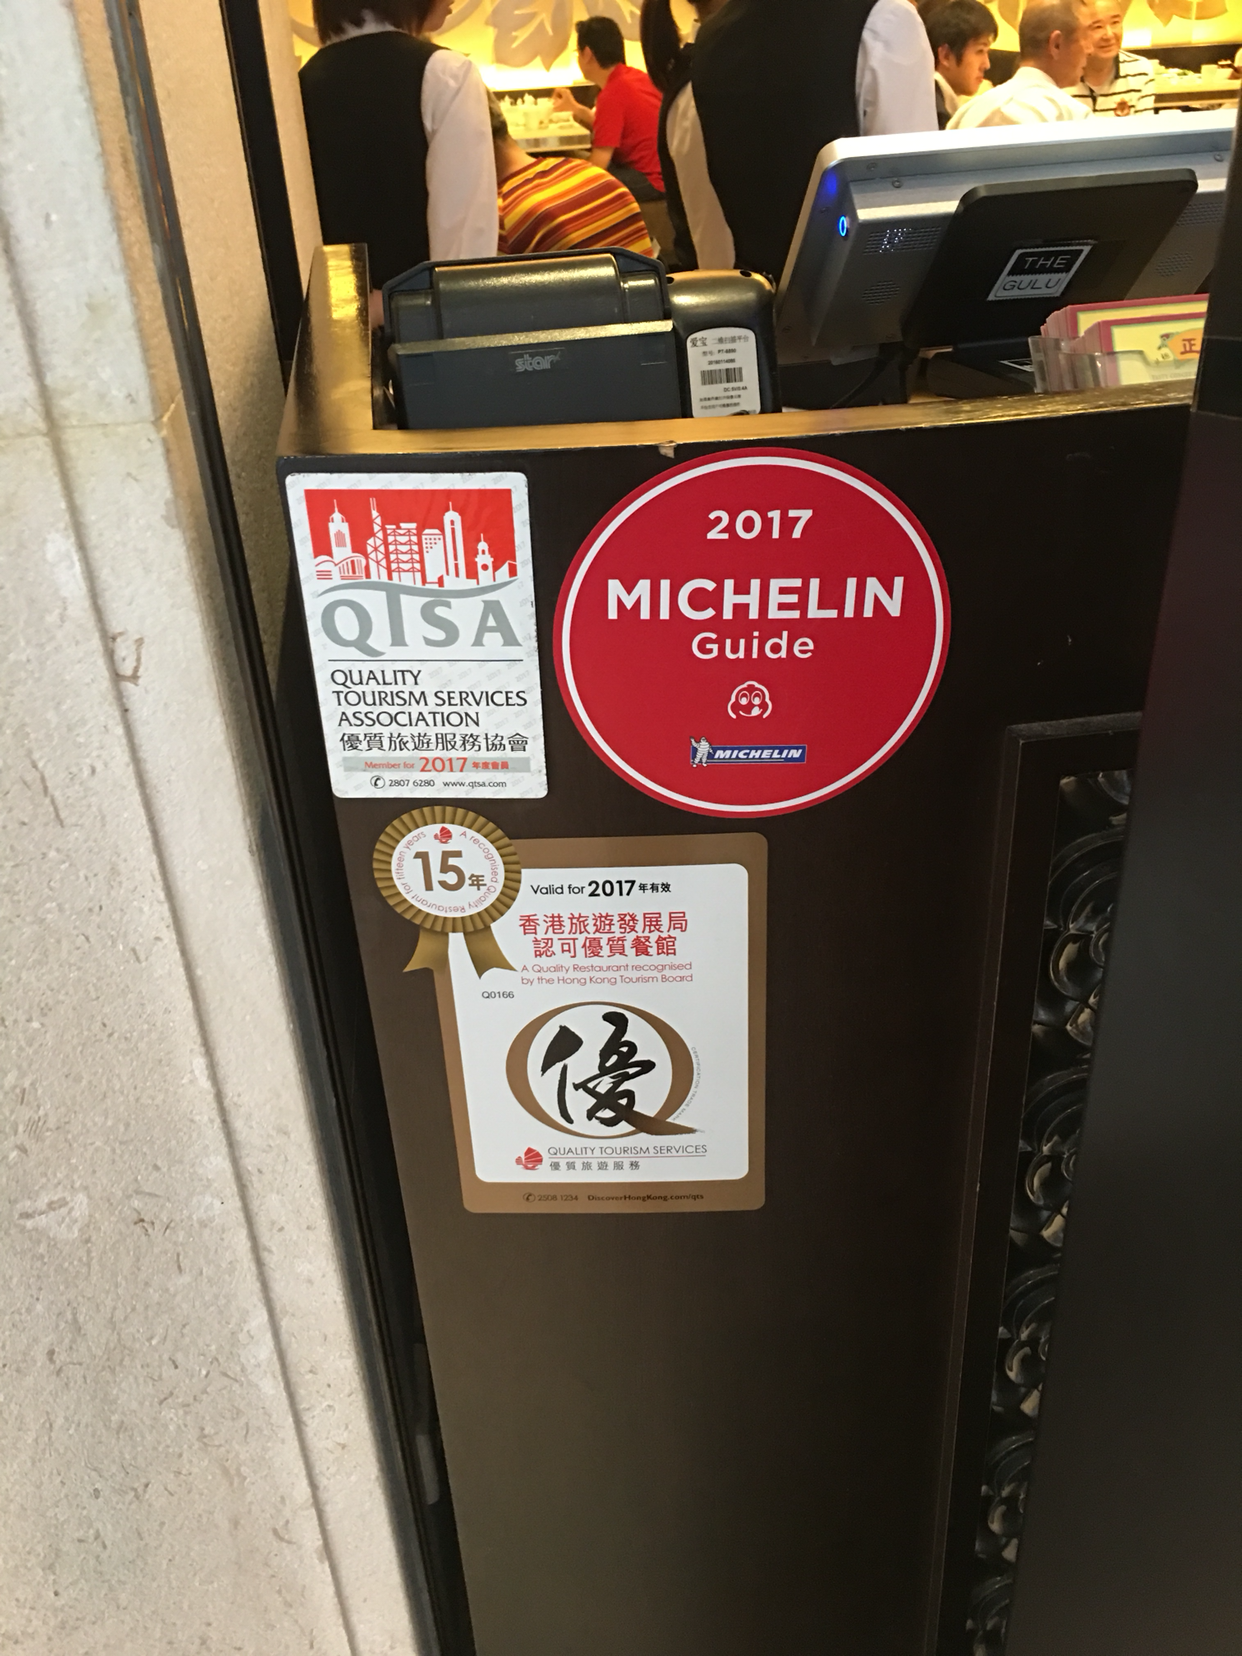 THE
GULU
star
爱宝
正
QTSA
QUALITY
TOURISM SERVICES
ASSOCIATION
優質旅遊服務協會
Member for 2017 年度會員
2807 6280 www.qtsa.com
2017
MICHELIN
Guide
MICHELIN
15年
A recognised Quality Restaurant for fifteen years
Valid for 2017 年有效
香港旅遊發展局
認可優質餐館
A Quality Restaurant recognised
by the Hong Kong Tourism Board
Q0166
優
QUALITY TOURISM SERVICES
優質旅遊服務
2508 1234 DiscoverHongKong.com/qts